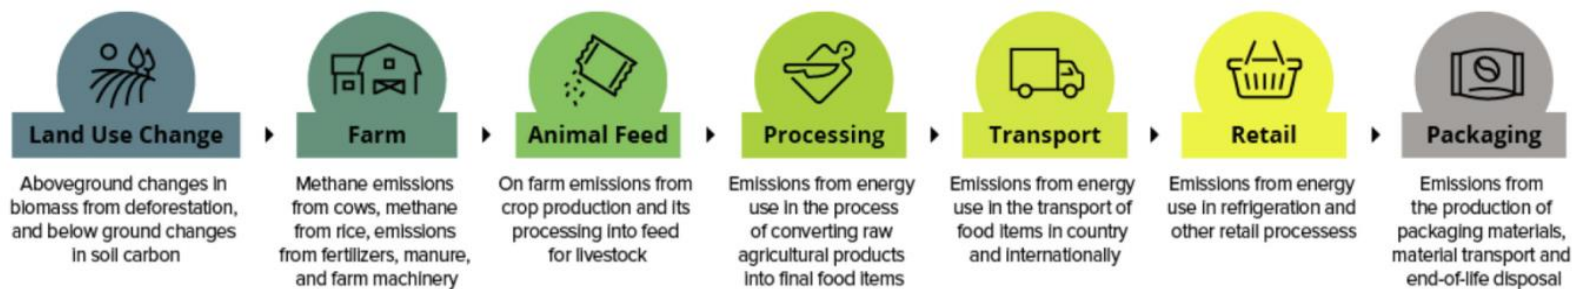 Land Use Change
Aboveground changes in
biomass from deforestation,
and below ground changes
in soil carbon
Farm
Methane emissions
from cows, methane
from rice, emissions
from fertilizers, manure,
and farm machinery
Animal Feed
On farm emissions from
crop production and its
processing into feed
for livestock
Processing
Emissions from energy
use in the process
of converting raw
agricultural products
into final food items
Transport
Emissions from energy
use in the transport of
food items in country
and internationally
Retail
Emissions from energy
use in refrigeration and
other retail processess
Packaging
Emissions from
the production of
packaging materials,
material transport and
end-of-life disposal